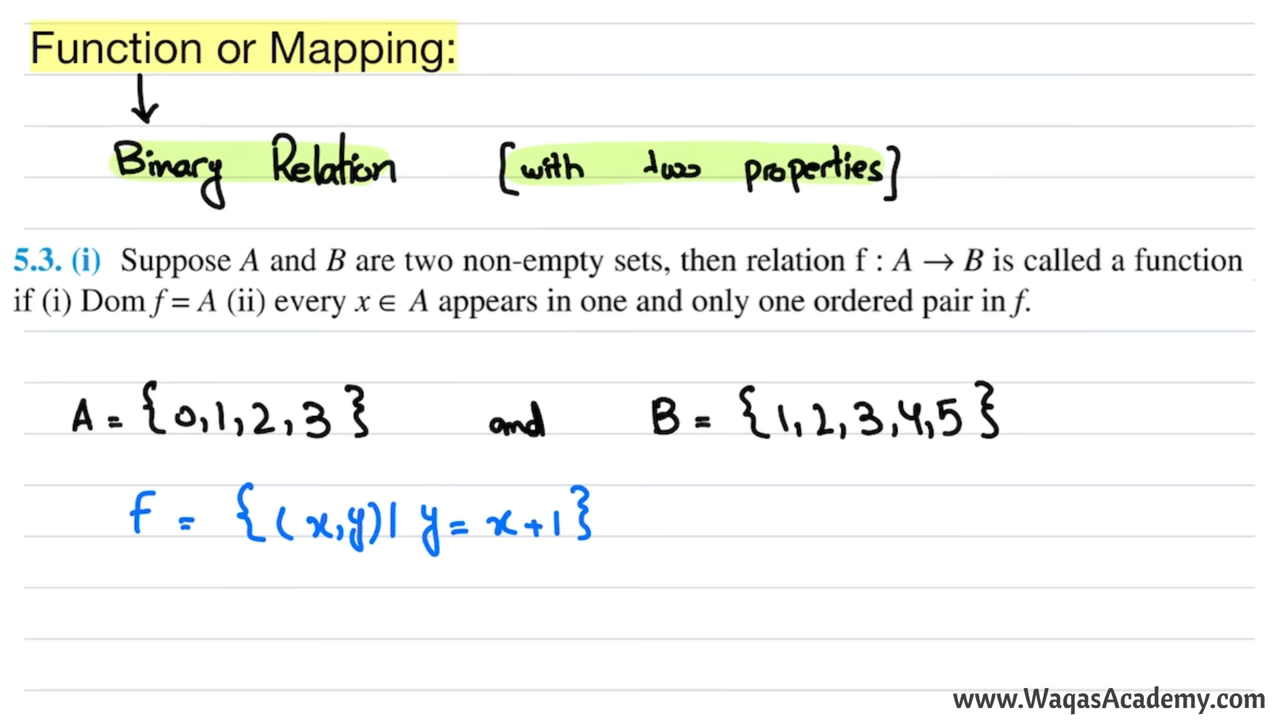 Function or Mapping:
↓
Binary Relation [with two properties]
5.3. (i) Suppose A and B are two non-empty sets, then relation f : A → B is called a function
if (i) Dom f = A (ii) every x ∈ A appears in one and only one ordered pair in f.
A = {0,1,2,3} and B = {1,2,3,4,5}
f = {(x,y)| y = x+1}
www.WaqasAcademy.com